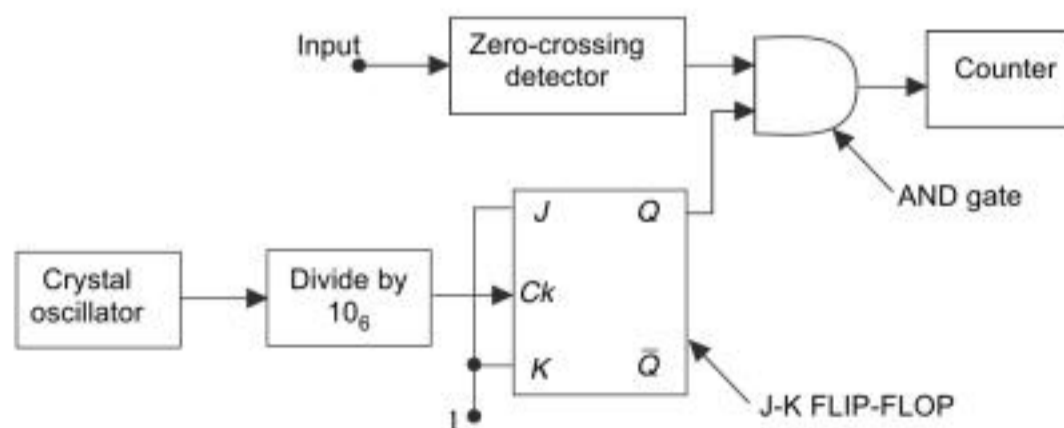 Input
Zero-crossing
detector
Counter
AND gate
J
Q
Crystal
oscillator
Divide by
10₆
Ck
K
Q̅
1
J-K FLIP-FLOP